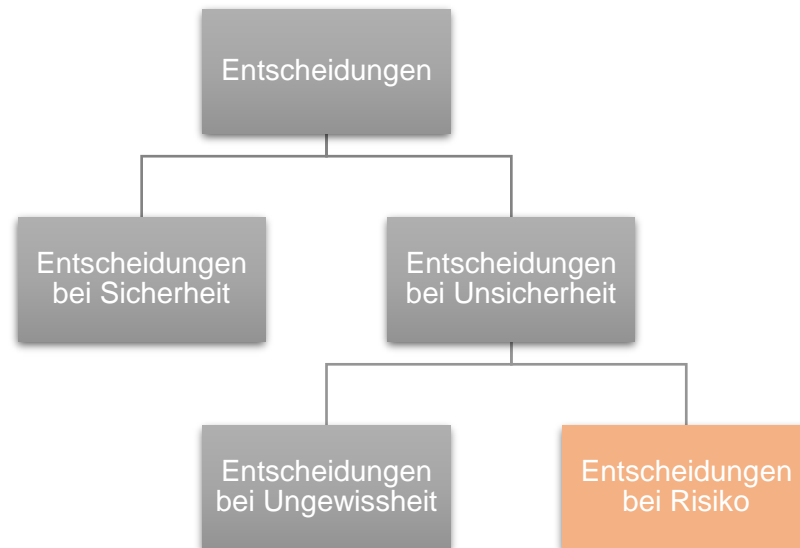 Entscheidungen
Entscheidungen
bei Sicherheit
Entscheidungen
bei Unsicherheit
Entscheidungen
bei Ungewissheit
Entscheidungen
bei Risiko